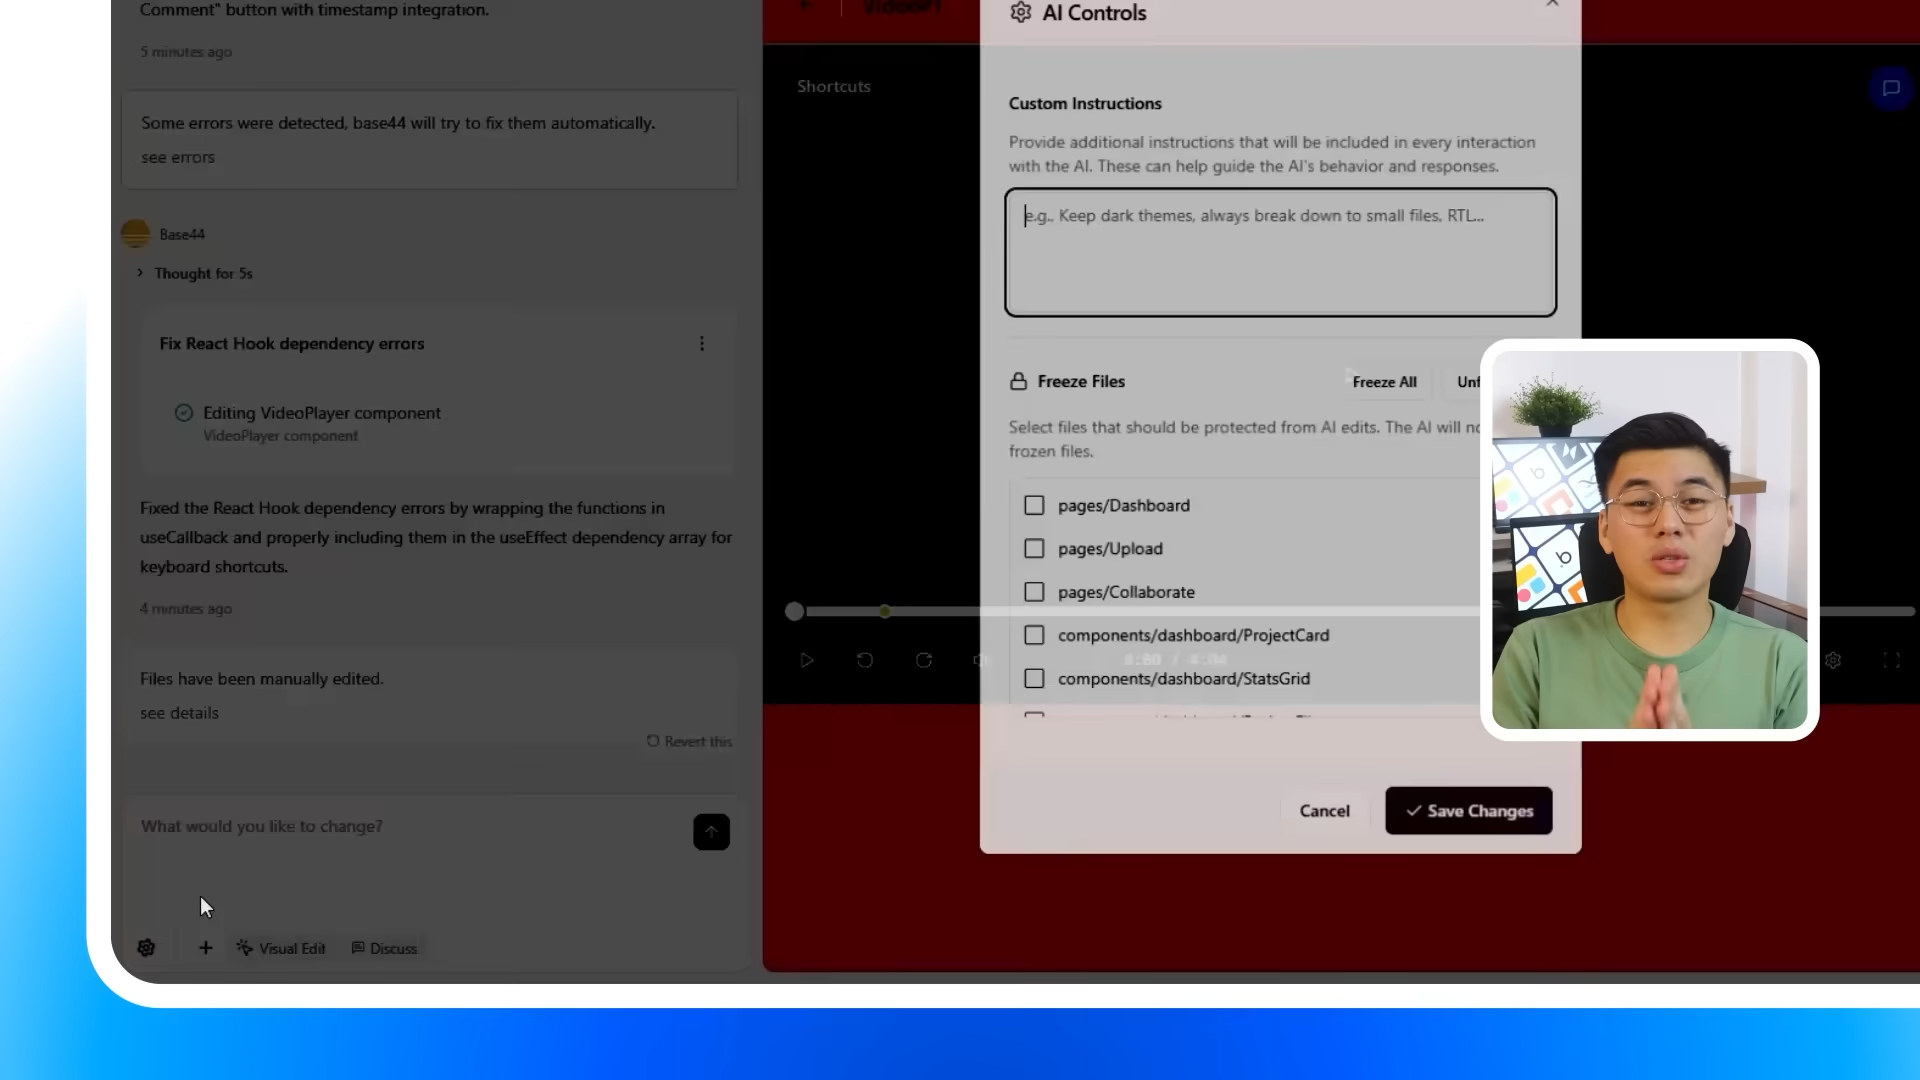 Comment" button with timestamp integration.
5 minutes ago
Some errors were detected, base44 will try to fix them automatically.
see errors
Base44
Thought for 5s
Fix React Hook dependency errors
Editing VideoPlayer component
VideoPlayer component
Fixed the React Hook dependency errors by wrapping the functions in
useCallback and properly including them in the useEffect dependency array for
keyboard shortcuts.
4 minutes ago
Files have been manually edited.
see details
Revert this
What would you like to change?
Visual Edit
Discuss
Shortcuts
AI Controls
Custom Instructions
Provide additional instructions that will be included in every interaction
with the AI. These can help guide the AI's behavior and responses.
e.g., Keep dark themes, always break down to small files, RTL...
Freeze Files
Freeze All
Unf
Select files that should be protected from AI edits. The AI will no
frozen files.
pages/Dashboard
pages/Upload
pages/Collaborate
components/dashboard/ProjectCard
components/dashboard/StatsGrid
Cancel
Save Changes